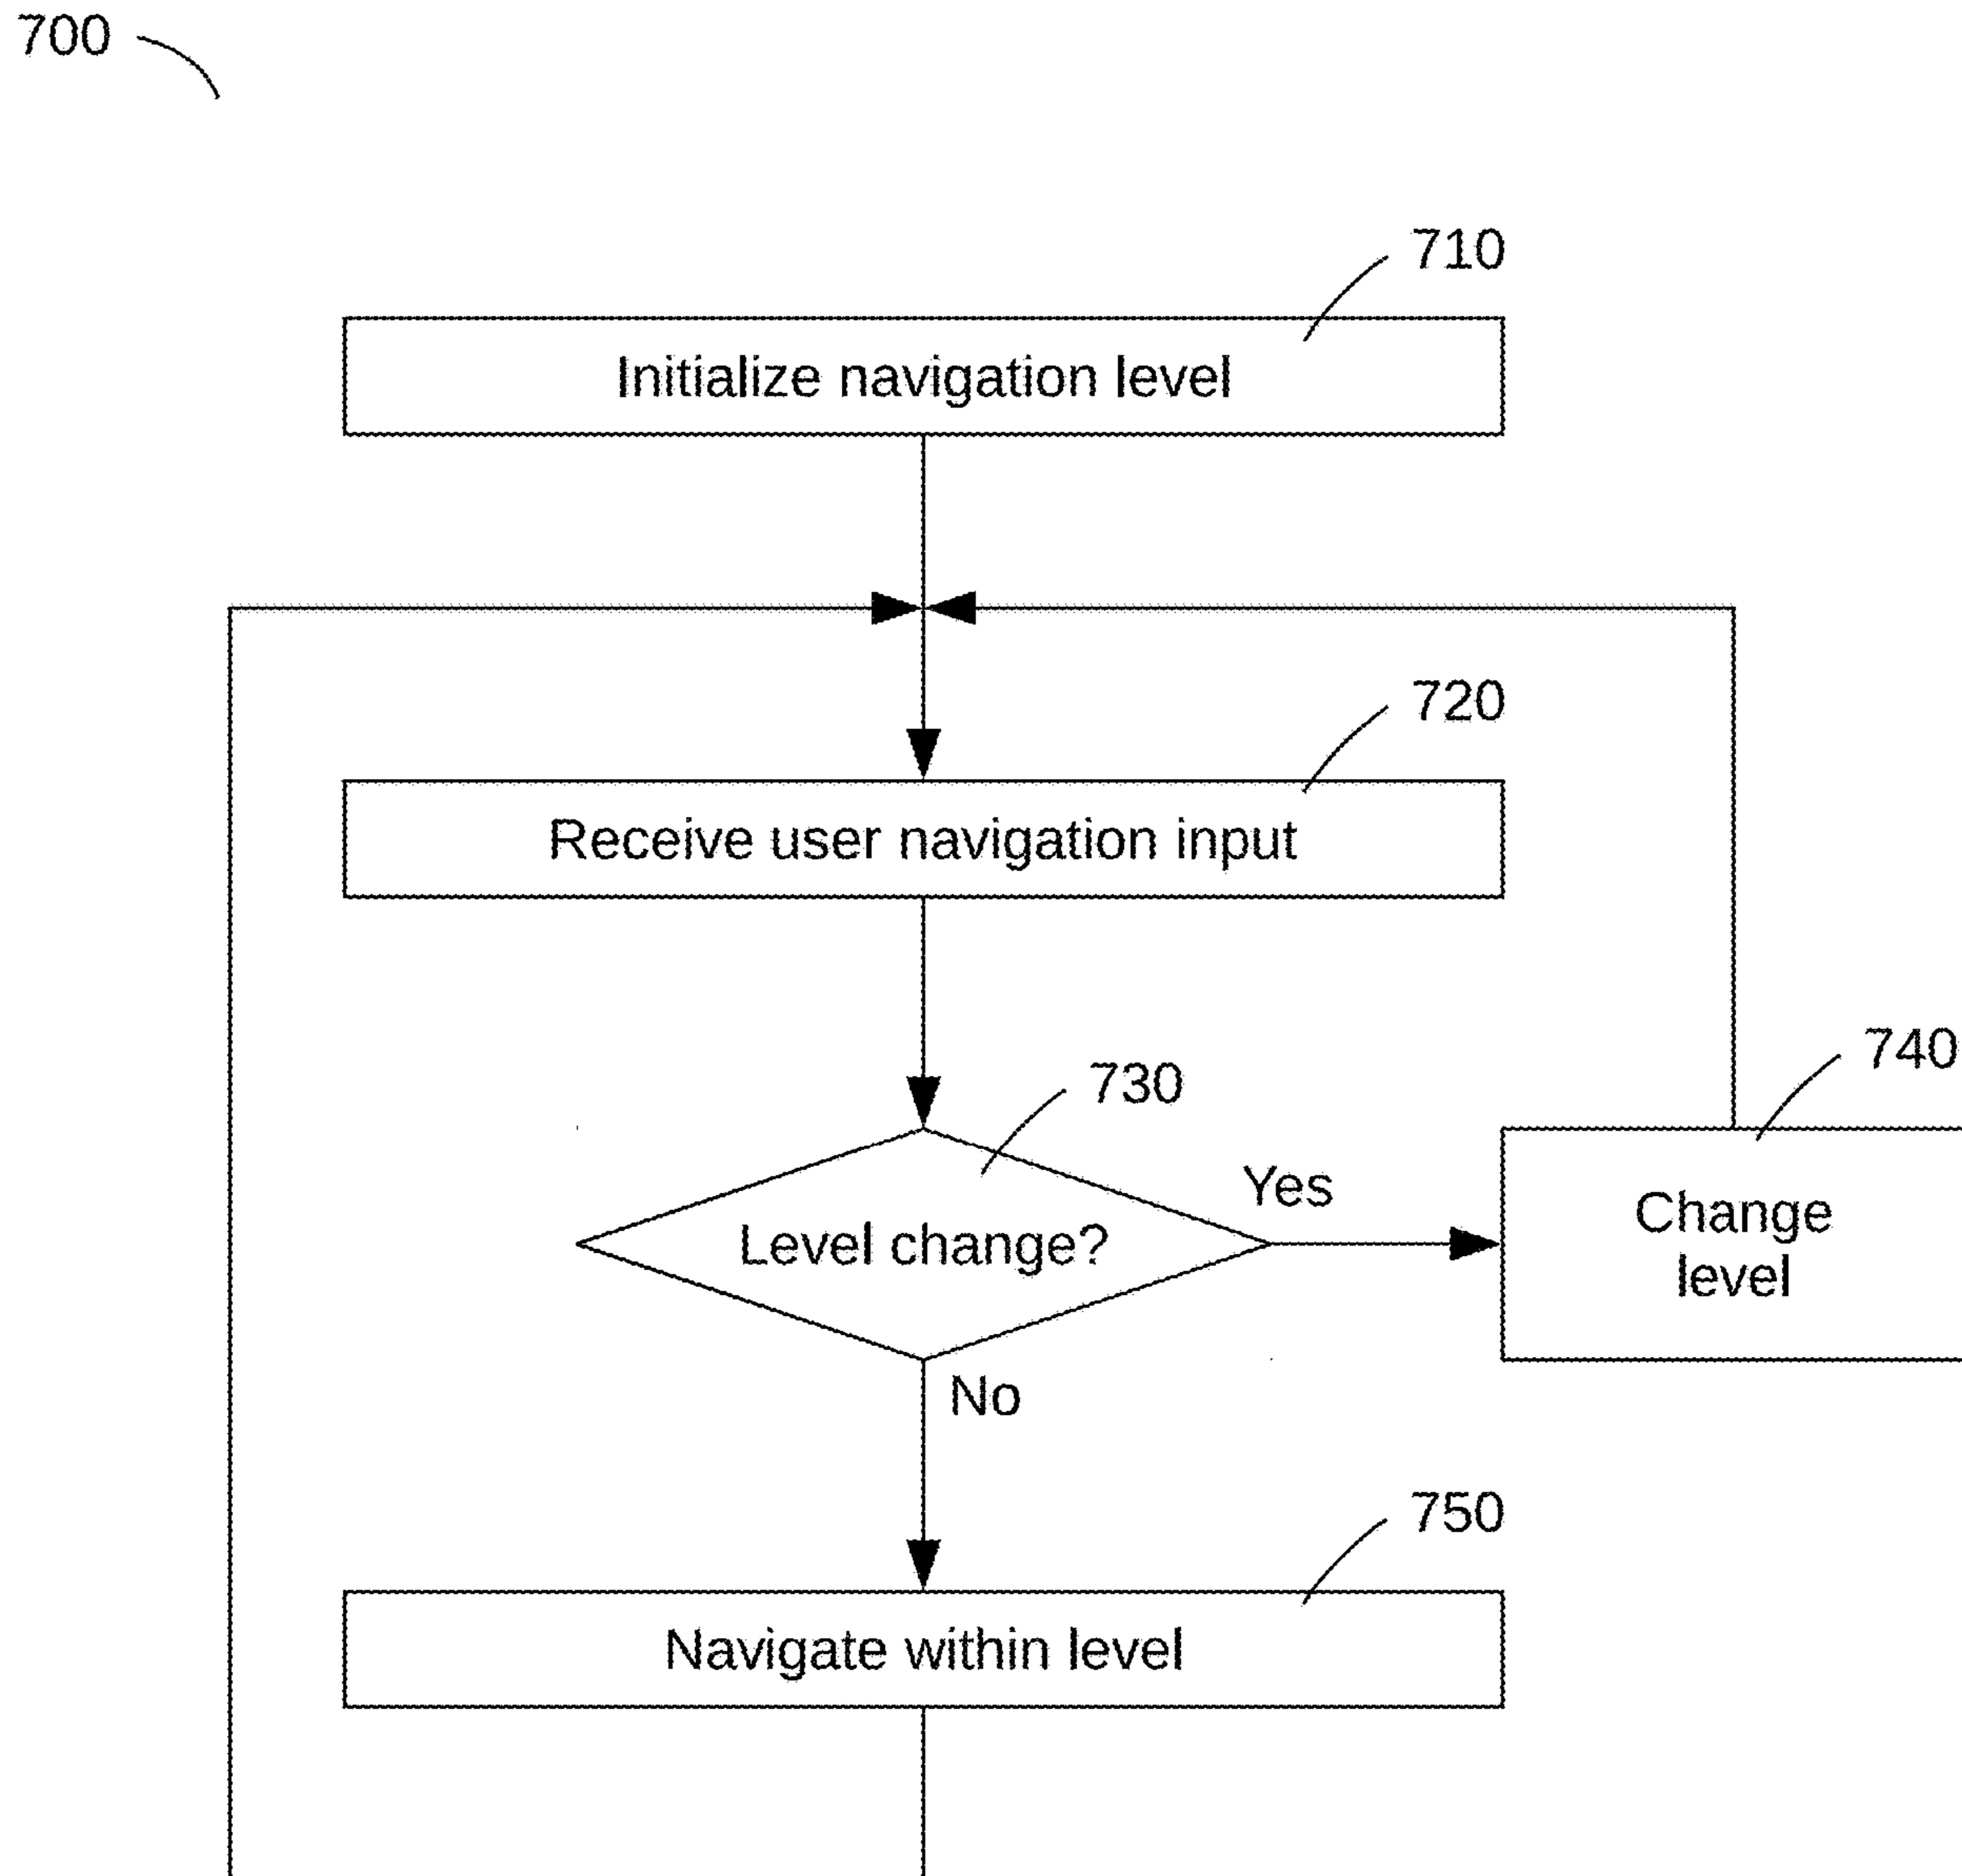 700
710
Initialize navigation level
720
Receive user navigation input
730
740
Yes
Level change?
Change
level
No
750
Navigate within level